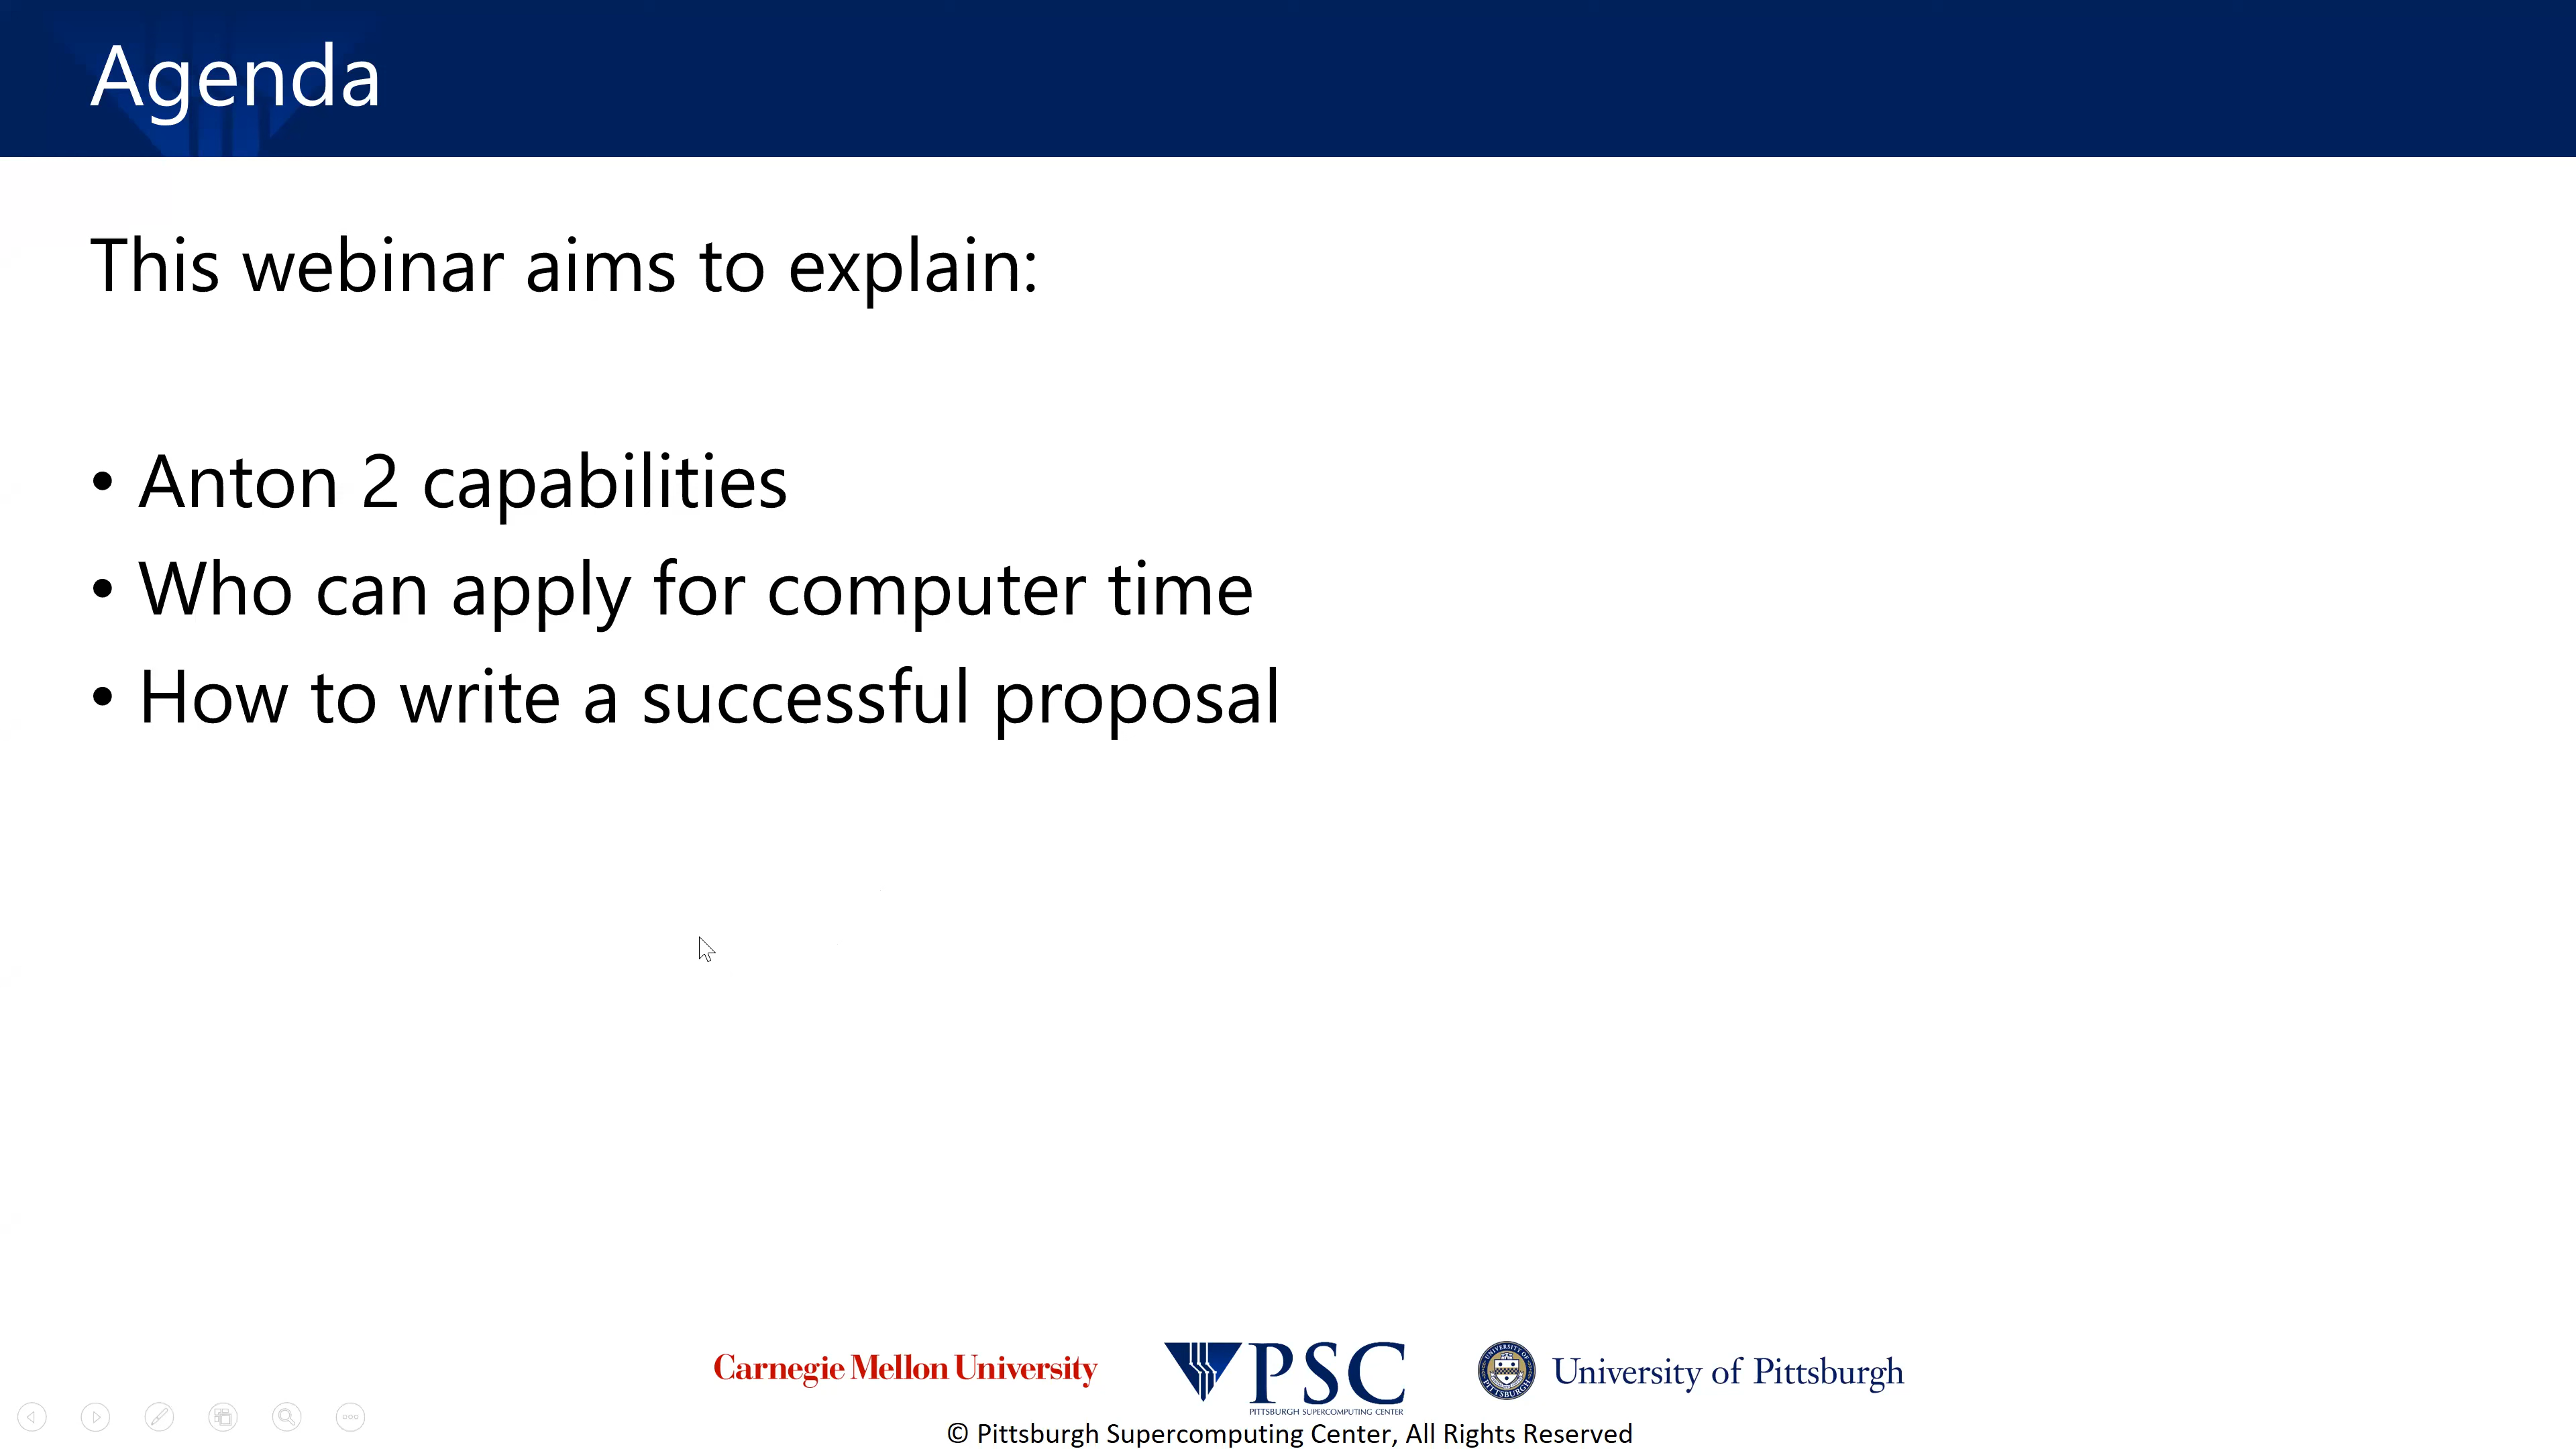 Agenda
This webinar aims to explain:
• Anton 2 capabilities
• Who can apply for computer time
• How to write a successful proposal
Carnegie Mellon University
PSC
PITTSBURGH SUPERCOMPUTING CENTER
University of Pittsburgh
© Pittsburgh Supercomputing Center, All Rights Reserved